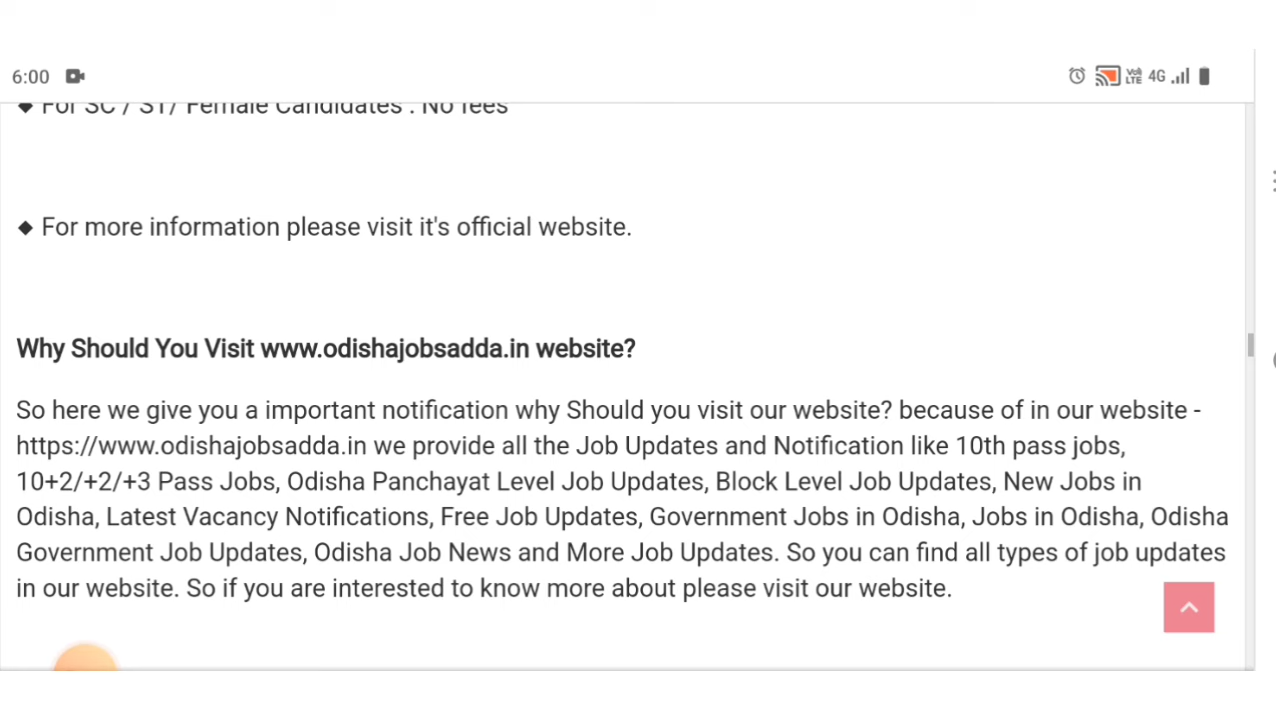 6:00
VoLTE 4G
◆ For SC / ST/ Female Candidates : No fees
◆ For more information please visit it's official website.
Why Should You Visit www.odishajobsadda.in website?
So here we give you a important notification why Should you visit our website? because of in our website -
https://www.odishajobsadda.in we provide all the Job Updates and Notification like 10th pass jobs,
10+2/+2/+3 Pass Jobs, Odisha Panchayat Level Job Updates, Block Level Job Updates, New Jobs in
Odisha, Latest Vacancy Notifications, Free Job Updates, Government Jobs in Odisha, Jobs in Odisha, Odisha
Government Job Updates, Odisha Job News and More Job Updates. So you can find all types of job updates
in our website. So if you are interested to know more about please visit our website.